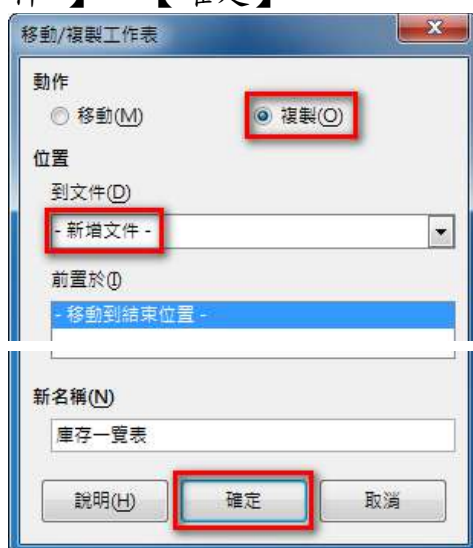 】 【確定】
移動/複製工作表
動作
移動(M) 複製(O)
位置
到文件(D)
- 新增文件 -
前置於(I)
- 移動到結束位置 -
新名稱(N)
庫存一覽表
說明(H) 確定 取消